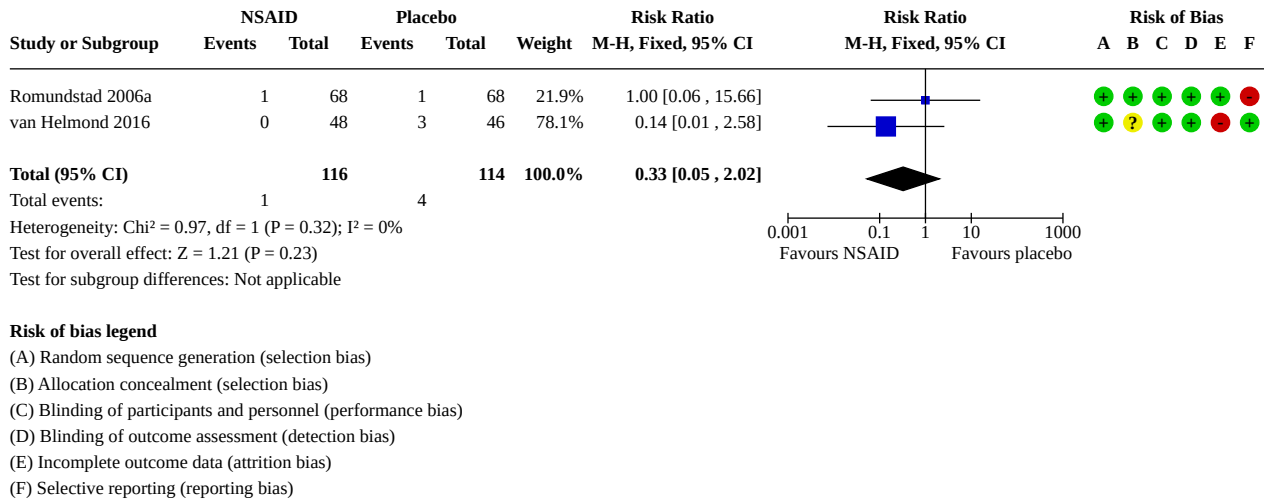 NSAID Placebo Risk Ratio Risk Ratio Risk of Bias
Study or Subgroup Events Total Events Total Weight M-H, Fixed, 95% CI M-H, Fixed, 95% CI A B C D E F
Romundstad 2006a 1 68 1 68 21.9% 1.00 [0.06 , 15.66] + + + + + -
van Helmond 2016 0 48 3 46 78.1% 0.14 [0.01 , 2.58] + ? + + - +
Total (95% CI) 116 114 100.0% 0.33 [0.05 , 2.02]
Total events: 1 4
Heterogeneity: Chi² = 0.97, df = 1 (P = 0.32); I² = 0%
0.001 0.1 1 10 1000
Test for overall effect: Z = 1.21 (P = 0.23)
Favours NSAID Favours placebo
Test for subgroup differences: Not applicable
Risk of bias legend
(A) Random sequence generation (selection bias)
(B) Allocation concealment (selection bias)
(C) Blinding of participants and personnel (performance bias)
(D) Blinding of outcome assessment (detection bias)
(E) Incomplete outcome data (attrition bias)
(F) Selective reporting (reporting bias)